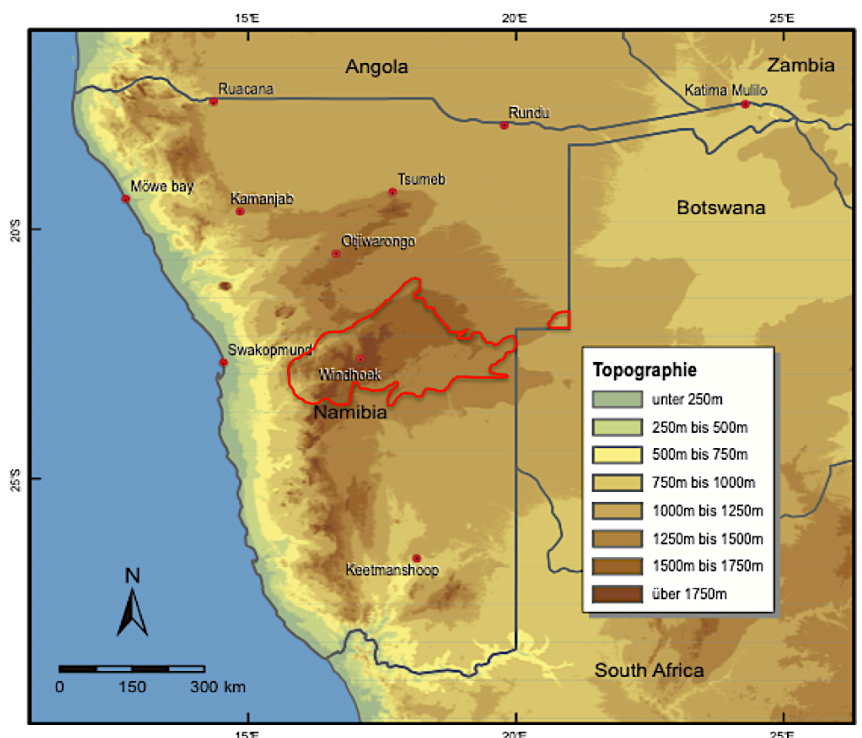 15°E
20°E
25°E
Angola
Zambia
Ruacana
Katima Mulilo
Rundu
Tsumeb
Möwe bay
Kamanjab
Botswana
20°S
Otjiwarongo
Swakopmund
Windhoek
Namibia
Topographie
unter 250m
250m bis 500m
500m bis 750m
750m bis 1000m
1000m bis 1250m
1250m bis 1500m
1500m bis 1750m
über 1750m
25°S
Keetmanshoop
N
South Africa
0 150 300 km
15°E
20°E
25°E